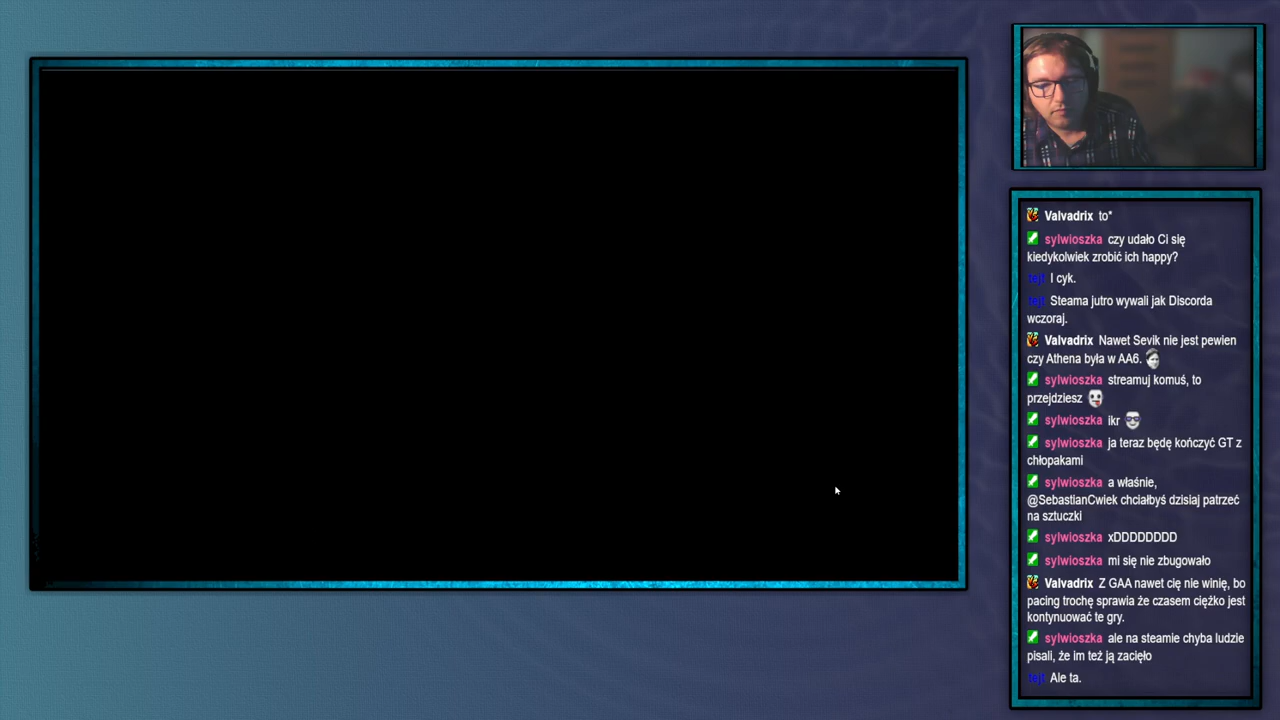 Valvadrix to*
sylwioszka czy udało Ci się
kiedykolwiek zrobić ich happy?
tejt I cyk.
tejt Steama jutro wywali jak Discorda
wczoraj.
Valvadrix Nawet Sevik nie jest pewien
czy Athena była w AA6.
sylwioszka streamuj komuś, to
przejdziesz
sylwioszka ikr
sylwioszka ja teraz będę kończyć GT z
chłopakami
sylwioszka a właśnie,
@SebastianCwiek chciałbyś dzisiaj patrzeć
na sztuczki
sylwioszka xDDDDDDDD
sylwioszka mi się nie zbugowało
Valvadrix Z GAA nawet cię nie winię, bo
pacing trochę sprawia że czasem ciężko jest
kontynuować te gry.
sylwioszka ale na steamie chyba ludzie
pisali, że im też ją zacięło
tejt Ale ta.